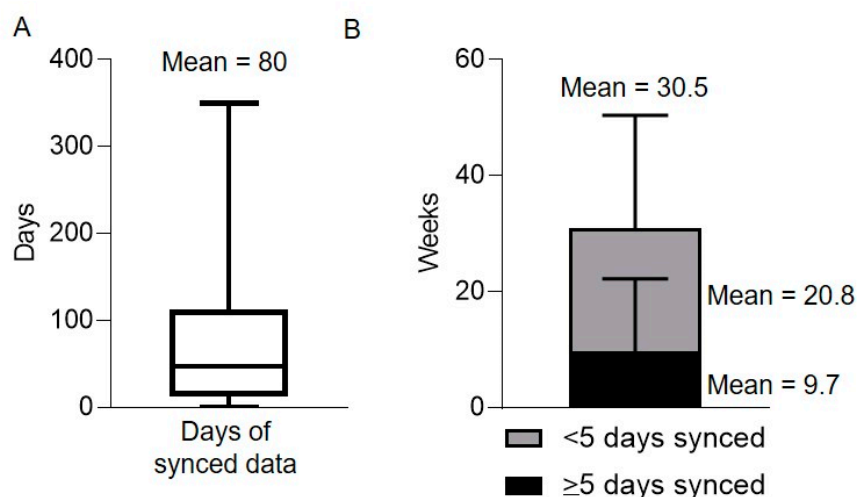 A
Mean = 80
400
300
200
100
0
Days
Days of
synced data
B
Mean = 30.5
60
40
20
0
Weeks
Mean = 20.8
Mean = 9.7
<5 days synced
≥5 days synced